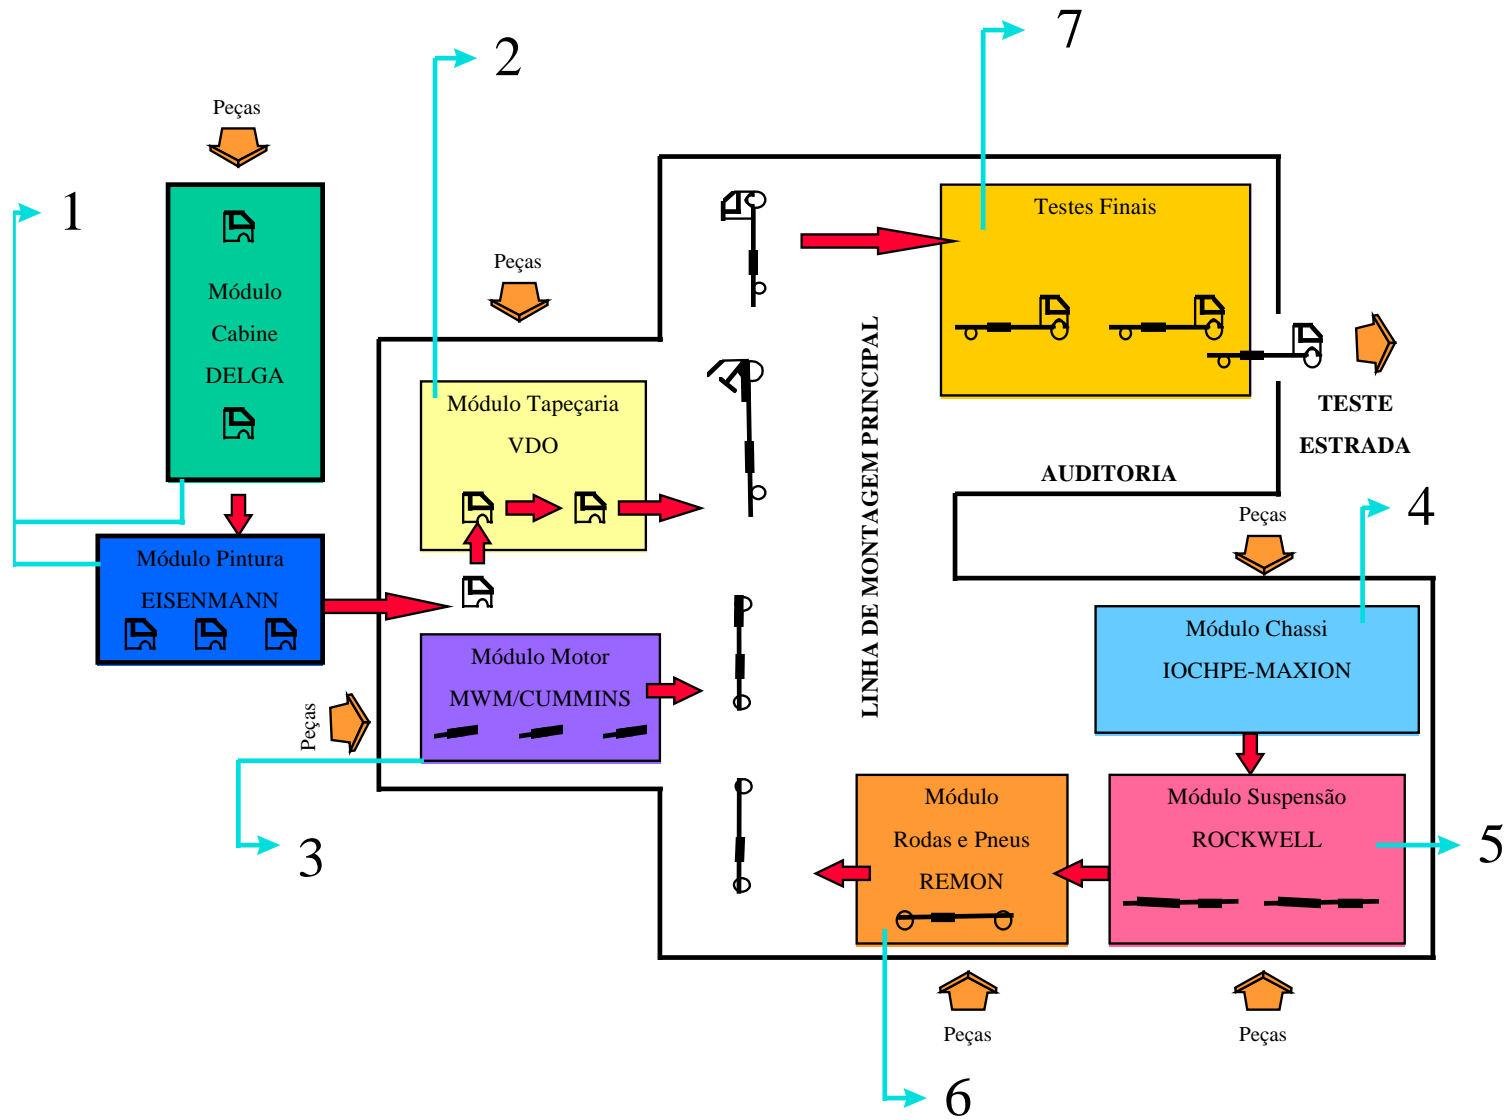 7
2
Peças
1
Módulo
Cabine
DELGA
Peças
Testes Finais
LINHA DE MONTAGEM PRINCIPAL
TESTE
ESTRADA
Módulo Tapeçaria
VDO
AUDITORIA
4
Peças
Módulo Pintura
EISENMANN
Módulo Chassi
IOCHPE-MAXION
Módulo Motor
MWM/CUMMINS
Peças
3
Módulo
Rodas e Pneus
REMON
Módulo Suspensão
ROCKWELL
5
Peças
Peças
6